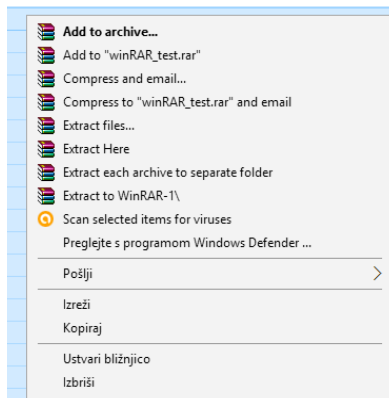 Add to archive...
Add to "winRAR_test.rar"
Compress and email...
Compress to "winRAR_test.rar" and email
Extract files...
Extract Here
Extract each archive to separate folder
Extract to WinRAR-1\
Scan selected items for viruses
Preglejte s programom Windows Defender ...
Pošlji
Izreži
Kopiraj
Ustvari bližnjico
Izbriši